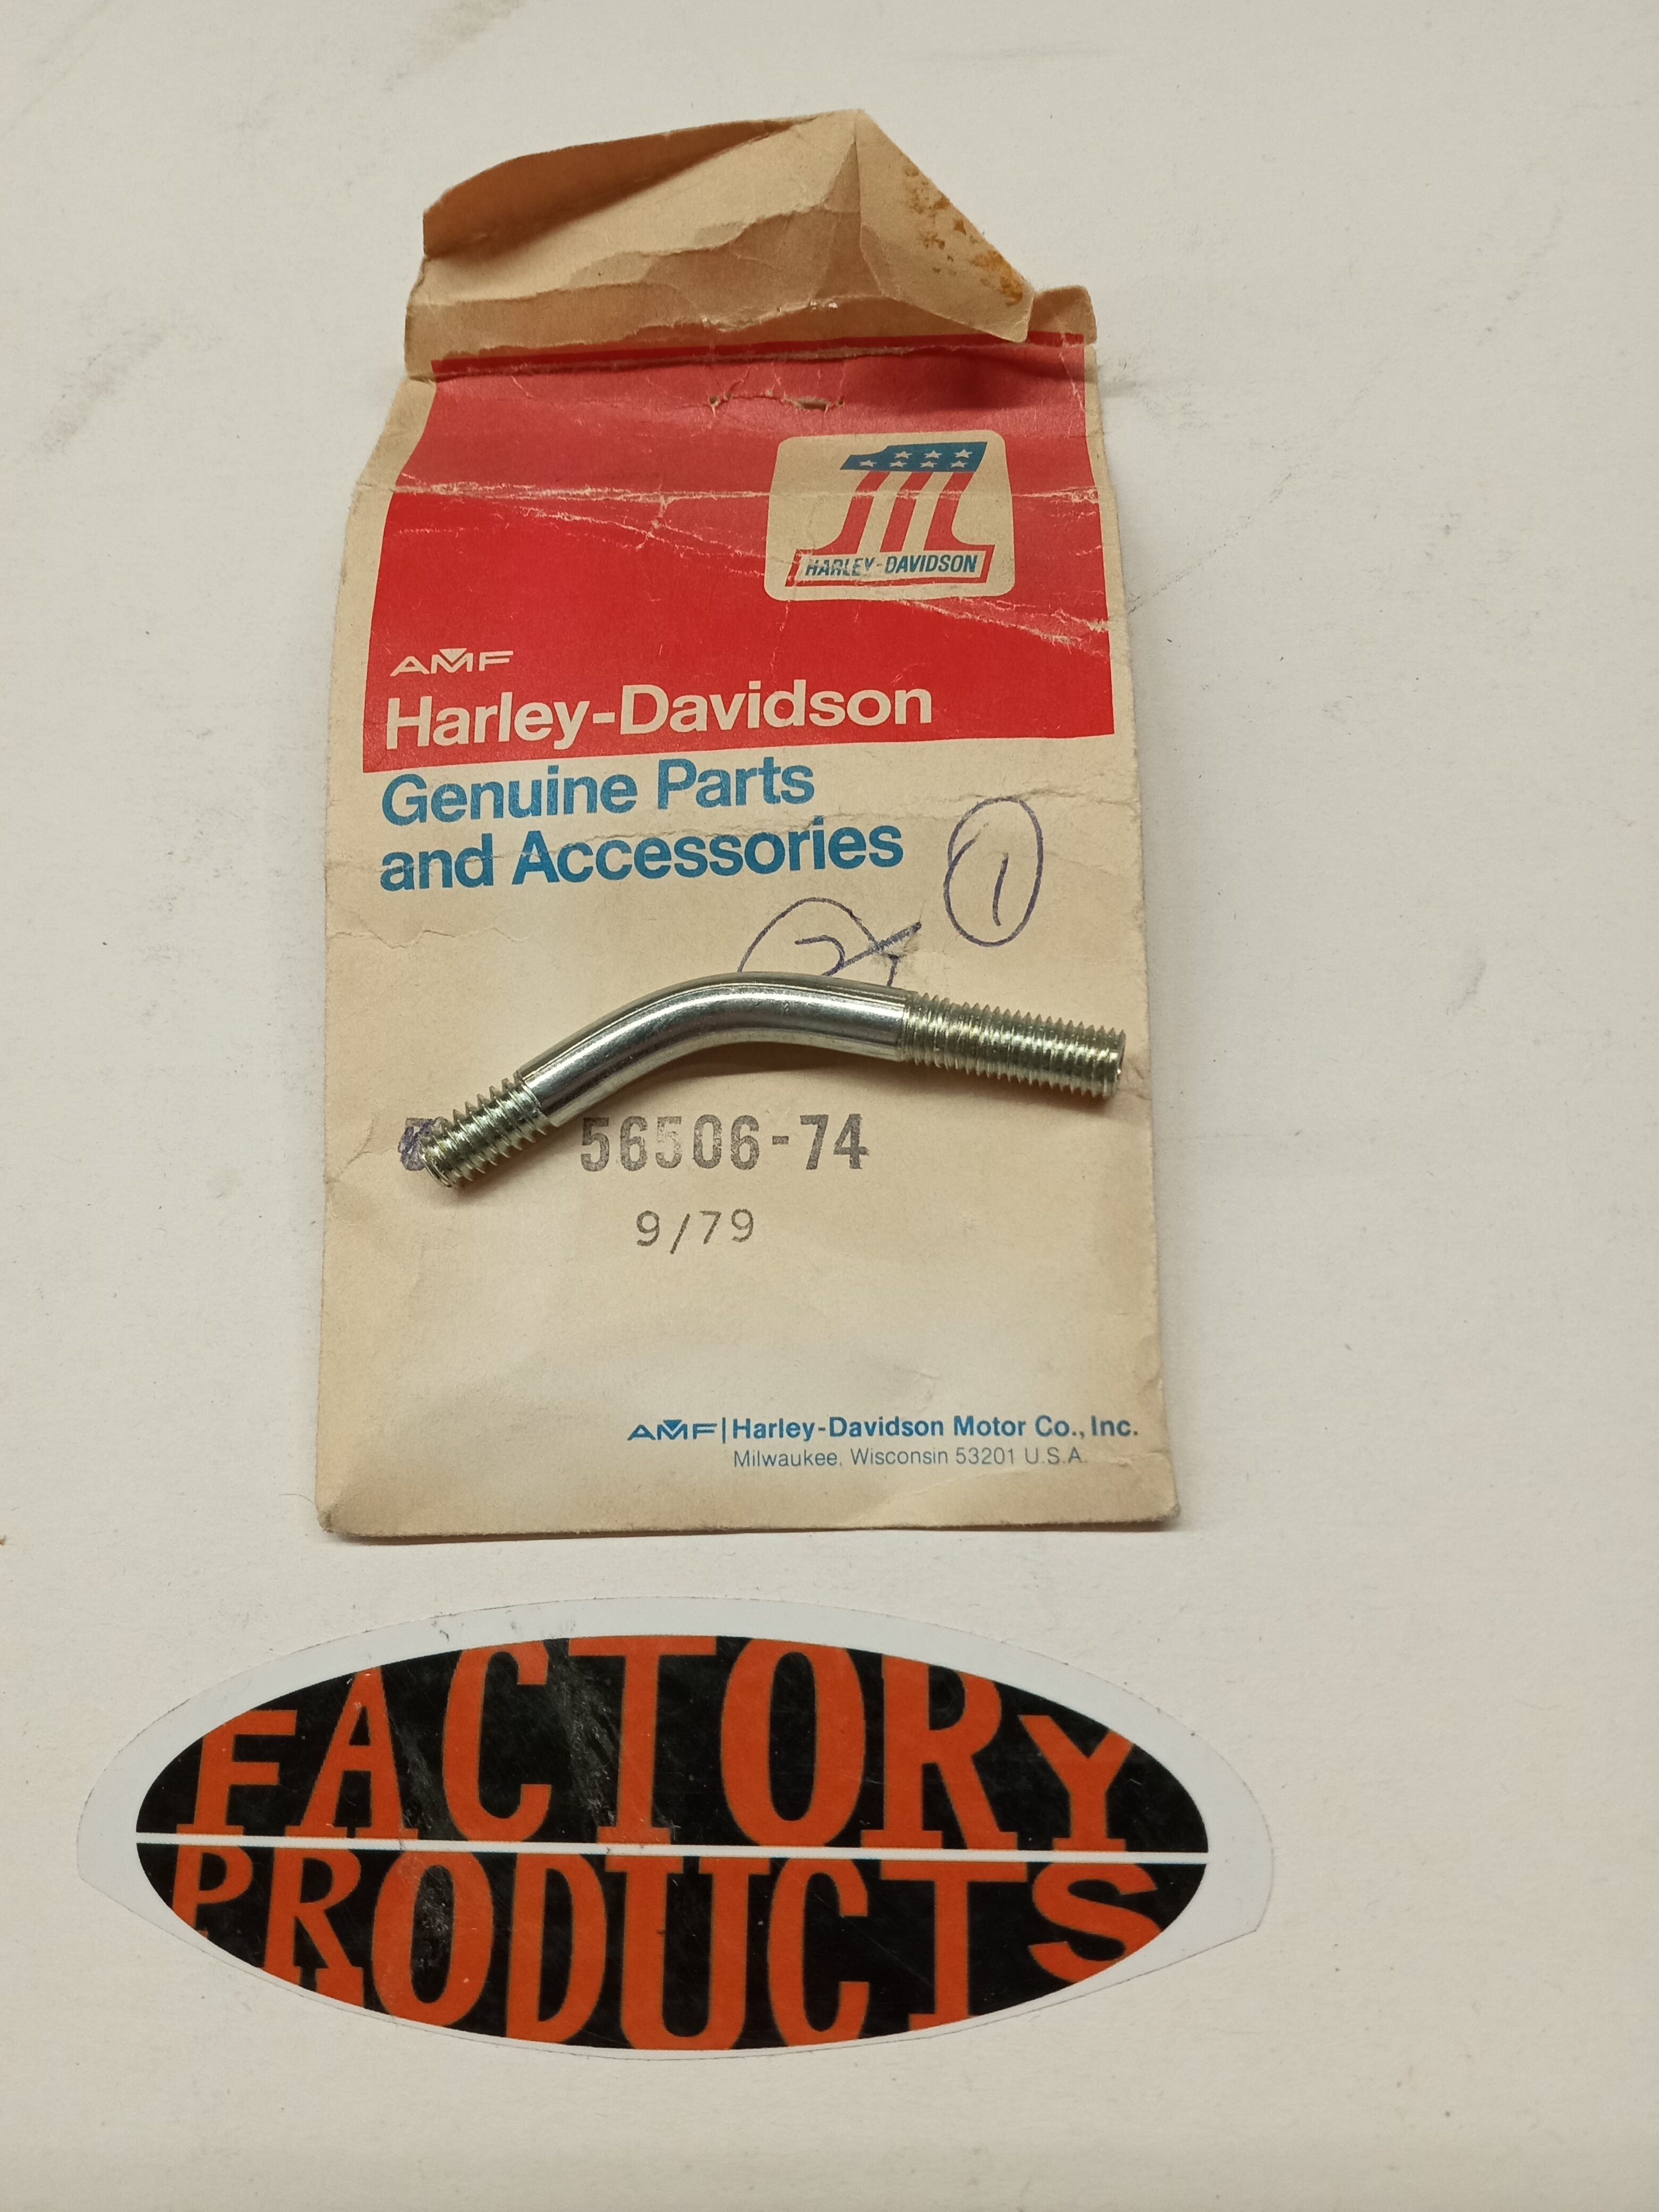 HARLEY-DAVIDSON
AMF
Harley-Davidson
Genuine Parts
and Accessories
1
2
56506-74
9/79
AMF | Harley-Davidson Motor Co., Inc.
Milwaukee, Wisconsin 53201 U.S.A.
FACTORY
PRODUCTS